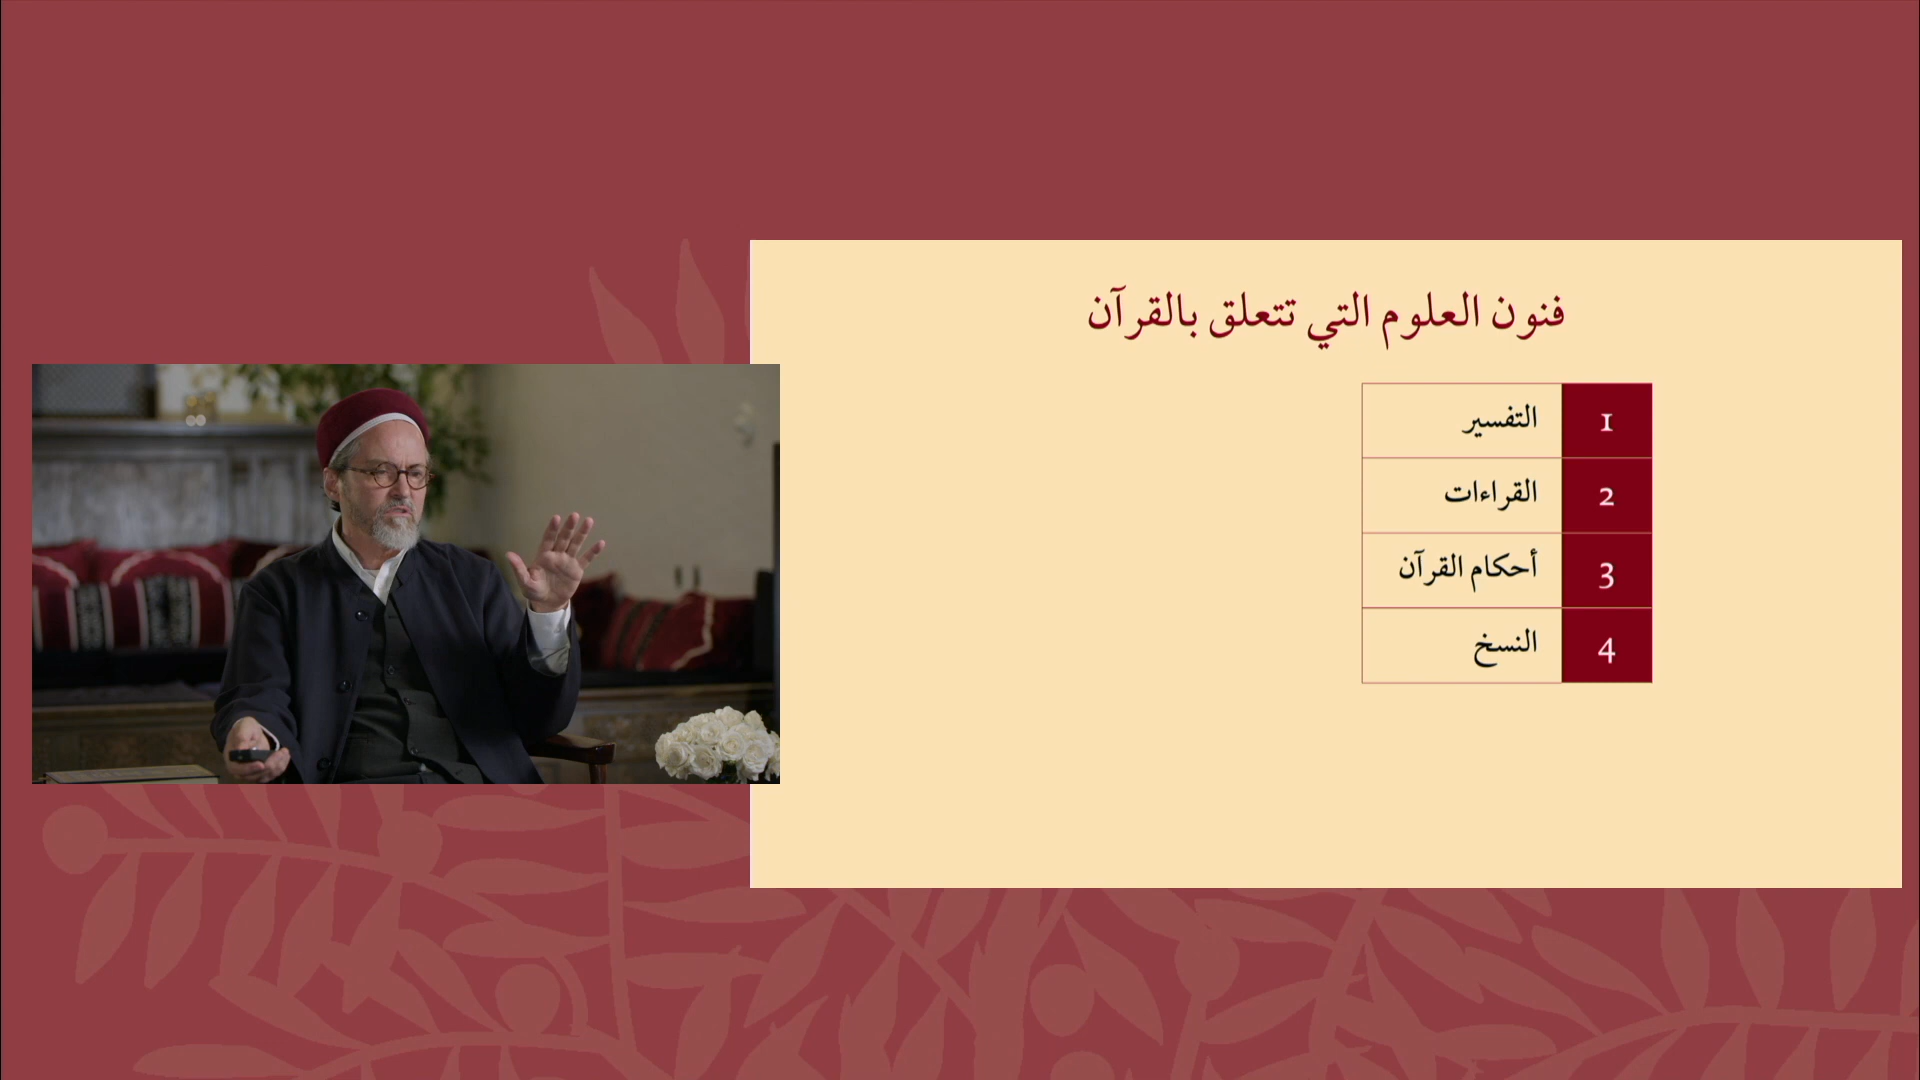 فنون العلوم التي تتعلق بالقرآن
1 التفسير
2 القراءات
3 أحكام القرآن
4 النسخ